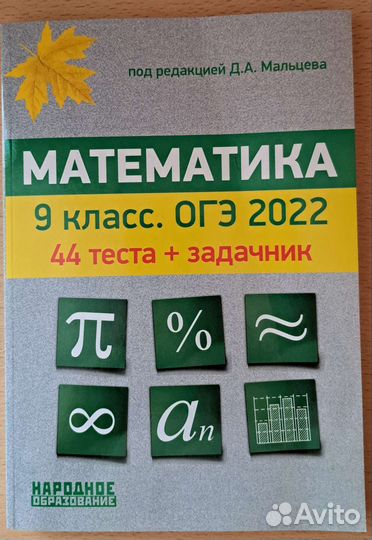 под редакцией Д.А. Мальцева
МАТЕМАТИКА
9 класс. ОГЭ 2022
44 теста + задачник
π % ≈
∞ aₙ
НАРОДНОЕ
ОБРАЗОВАНИЕ
Avito